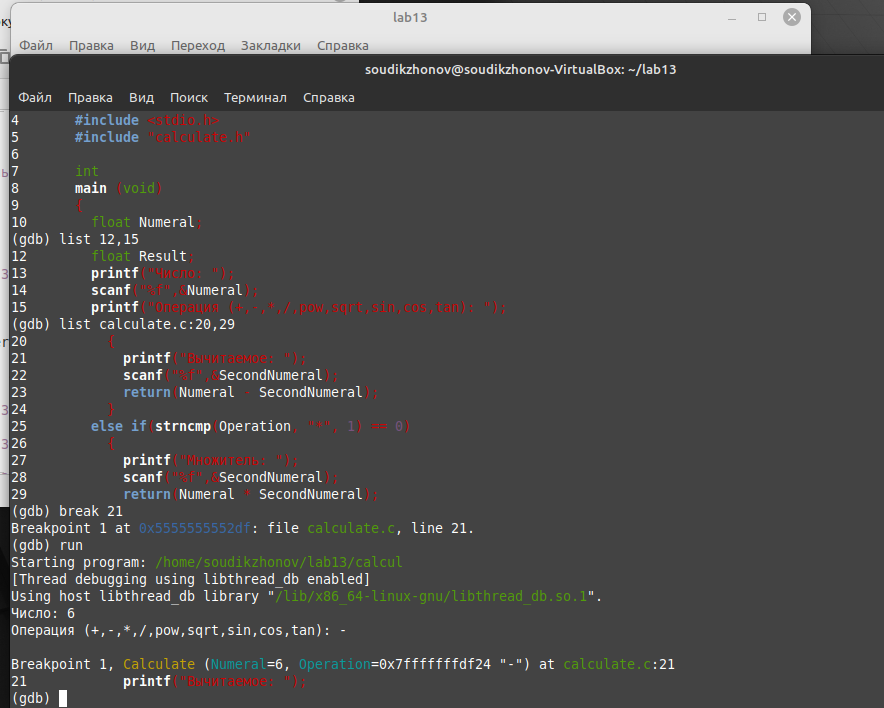 lab13
Файл Правка Вид Переход Закладки Справка
soudikzhonov@soudikzhonov-VirtualBox: ~/lab13
Файл Правка Вид Поиск Терминал Справка
4 #include <stdio.h>
5 #include "calculate.h"
6
7 int
8 main (void)
9 {
10 float Numeral;
(gdb) list 12,15
12 float Result;
13 printf("Число: ");
14 scanf("%f",&Numeral);
15 printf("Операция (+,-,*,/,pow,sqrt,sin,cos,tan): ");
(gdb) list calculate.c:20,29
20 {
21 printf("Вычитаемое: ");
22 scanf("%f",&SecondNumeral);
23 return(Numeral - SecondNumeral);
24 }
25 else if(strncmp(Operation, "*", 1) == 0)
26 {
27 printf("Множитель: ");
28 scanf("%f",&SecondNumeral);
29 return(Numeral * SecondNumeral);
(gdb) break 21
Breakpoint 1 at 0x5555555552df: file calculate.c, line 21.
(gdb) run
Starting program: /home/soudikzhonov/lab13/calcul
[Thread debugging using libthread_db enabled]
Using host libthread_db library "/lib/x86_64-linux-gnu/libthread_db.so.1".
Число: 6
Операция (+,-,*,/,pow,sqrt,sin,cos,tan): -
Breakpoint 1, Calculate (Numeral=6, Operation=0x7fffffffdf24 "-") at calculate.c:21
21 printf("Вычитаемое: ");
(gdb)